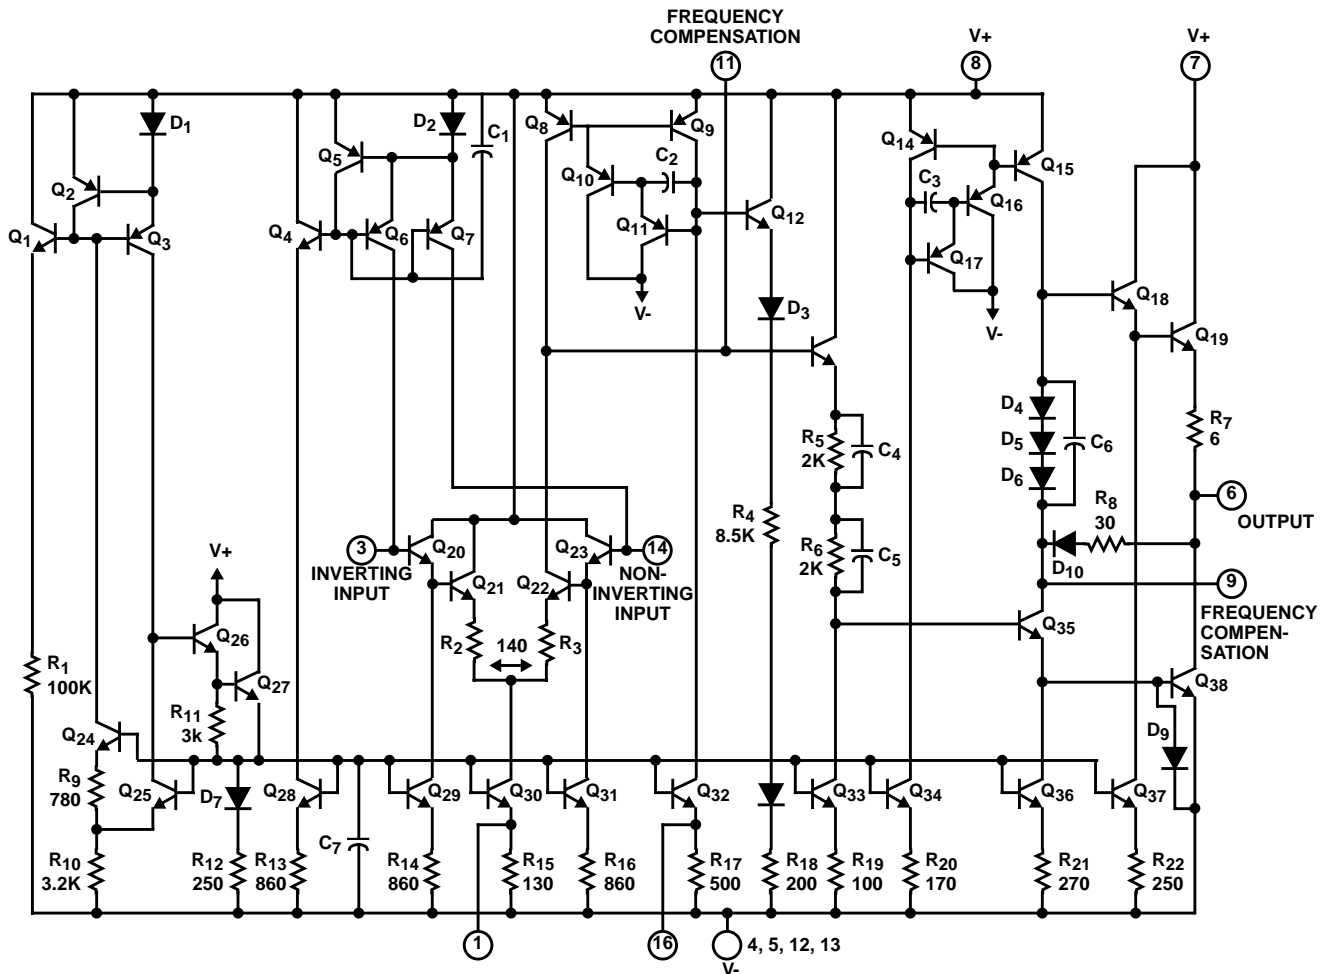 FREQUENCY
COMPENSATION
11
V+
8
V+
7
D1
D2
C1
Q8
Q9
Q14
Q5
Q2
Q10
C2
C3
Q15
Q16
Q1
Q3
Q4
Q6
Q7
Q11
Q12
Q17
V-
V-
D3
Q18
Q19
D4
D5
D6
C6
R7
6
R5
2K
C4
6
OUTPUT
R8
30
R4
8.5K
R6
2K
C5
D10
3
INVERTING
INPUT
Q20
Q21
Q23
Q22
14
NON-
INVERTING
INPUT
9
FREQUENCY
COMPEN-
SATION
V+
Q26
Q27
R2
140
R3
Q35
R1
100K
R11
3k
Q38
Q24
D9
R9
780
Q25
D7
Q28
Q29
Q30
Q31
Q32
Q33
Q34
Q36
Q37
C7
R10
3.2K
R12
250
R13
860
R14
860
R15
130
R16
860
R17
500
R18
200
R19
100
R20
170
R21
270
R22
250
1
16
4, 5, 12, 13
V-